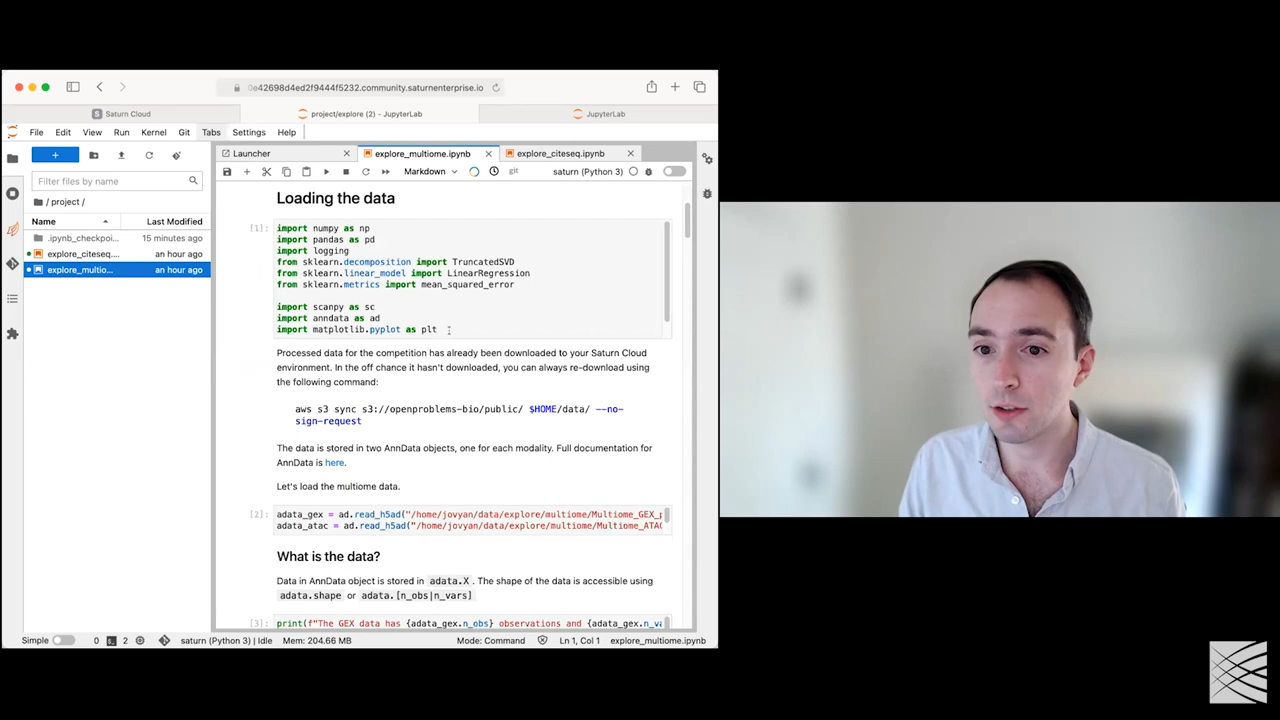 0e42698d4ed2f9444f5232.community.saturnenterprise.io
S Saturn Cloud
project/explore (2) - JupyterLab
JupyterLab
File Edit View Run Kernel Git Tabs Settings Help
+
Launcher
explore_multiome.ipynb
explore_citeseq.ipynb
Markdown
git
saturn (Python 3)
Filter files by name
/ project /
Name
Last Modified
.ipynb_checkpoi...
15 minutes ago
explore_citeseq....
an hour ago
explore_multio...
an hour ago
Loading the data
[1]:
import numpy as np
import pandas as pd
import logging
from sklearn.decomposition import TruncatedSVD
from sklearn.linear_model import LinearRegression
from sklearn.metrics import mean_squared_error
import scanpy as sc
import anndata as ad
import matplotlib.pyplot as plt
Processed data for the competition has already been downloaded to your Saturn Cloud
environment. In the off chance it hasn't downloaded, you can always re-download using
the following command:
aws s3 sync s3://openproblems-bio/public/ $HOME/data/ --no-
sign-request
The data is stored in two AnnData objects, one for each modality. Full documentation for
AnnData is here.
Let's load the multiome data.
[2]:
adata_gex = ad.read_h5ad("/home/jovyan/data/explore/multiome/Multiome_GEX_p
adata_atac = ad.read_h5ad("/home/jovyan/data/explore/multiome/Multiome_ATAC
What is the data?
Data in AnnData object is stored in adata.X. The shape of the data is accessible using
adata.shape or adata.[n_obs|n_vars]
[3]:
print(f"The GEX data has {adata_gex.n_obs} observations and {adata_gex.n_va
Simple
0
2
saturn (Python 3) | Idle
Mem: 204.66 MB
Mode: Command
Ln 1, Col 1
explore_multiome.ipynb